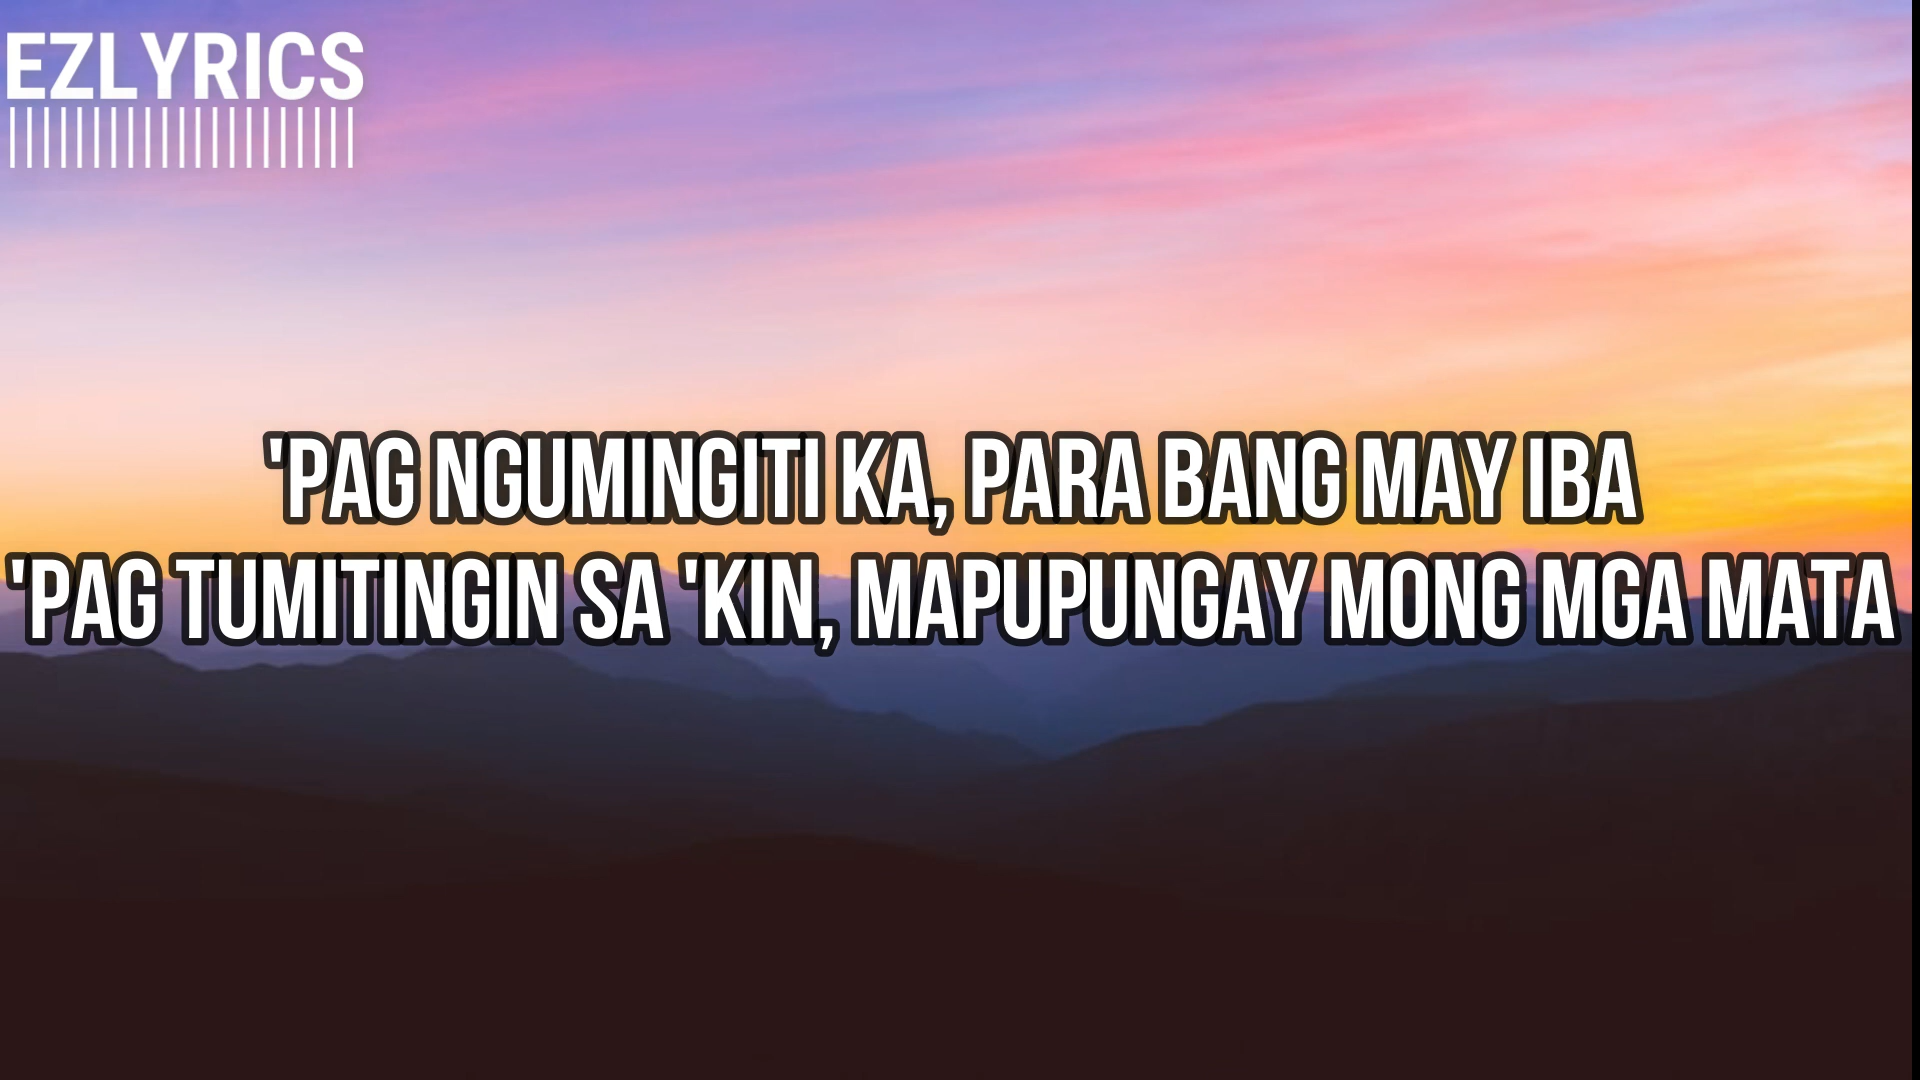 EZLYRICS
'PAG NGUMINGITI KA, PARA BANG MAY IBA
'PAG TUMITINGIN SA 'KIN, MAPUPUNGAY MONG MGA MATA